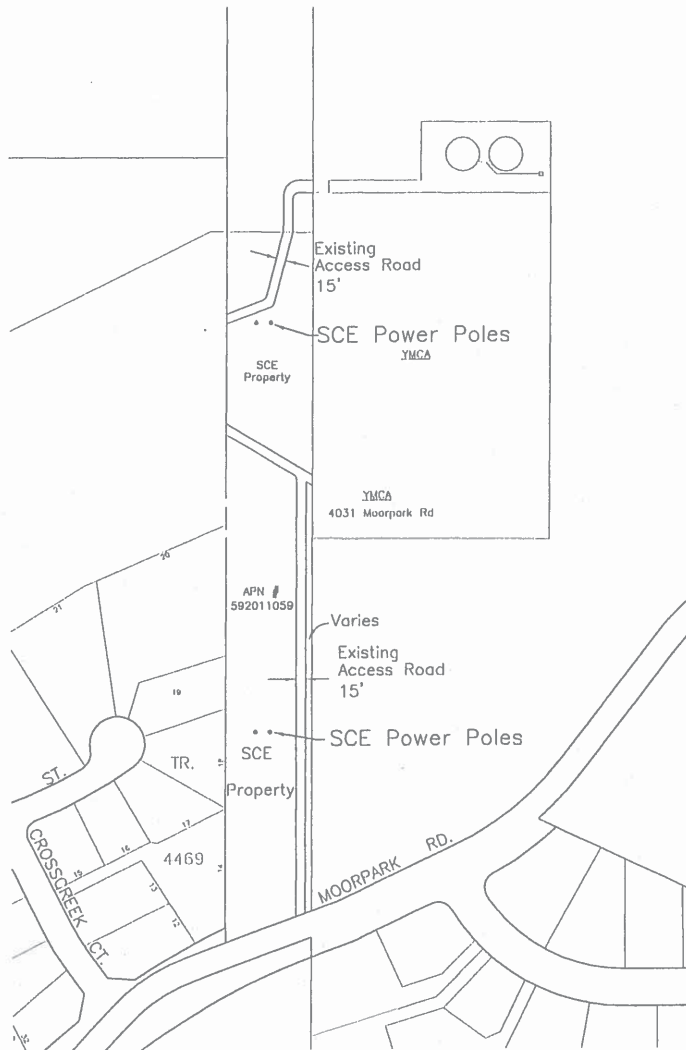 Existing
Access Road
15'
SCE Power Poles
YMCA
SCE
Property
YMCA
4031 Moorpark Rd
20
21
APN #
592011059
Varies
Existing
Access Road
15'
19
SCE Power Poles
SCE
Property
TR.
18
ST.
17
16
15
4469
14
13
12
CROSSCREEK CT.
MOORPARK RD.